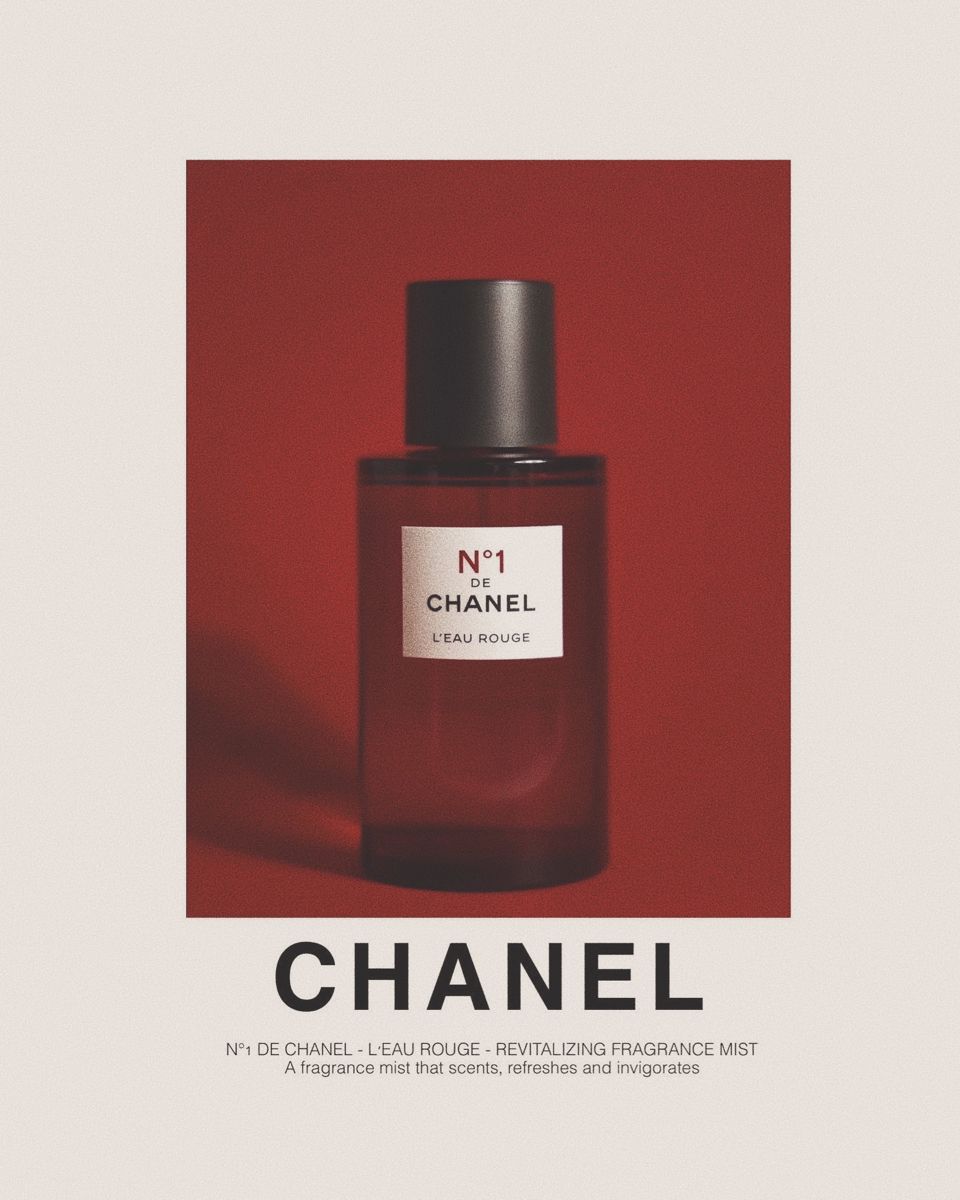 N°1
DE
CHANEL
L'EAU ROUGE
CHANEL
N°1 DE CHANEL - L'EAU ROUGE - REVITALIZING FRAGRANCE MIST
A fragrance mist that scents, refreshes and invigorates